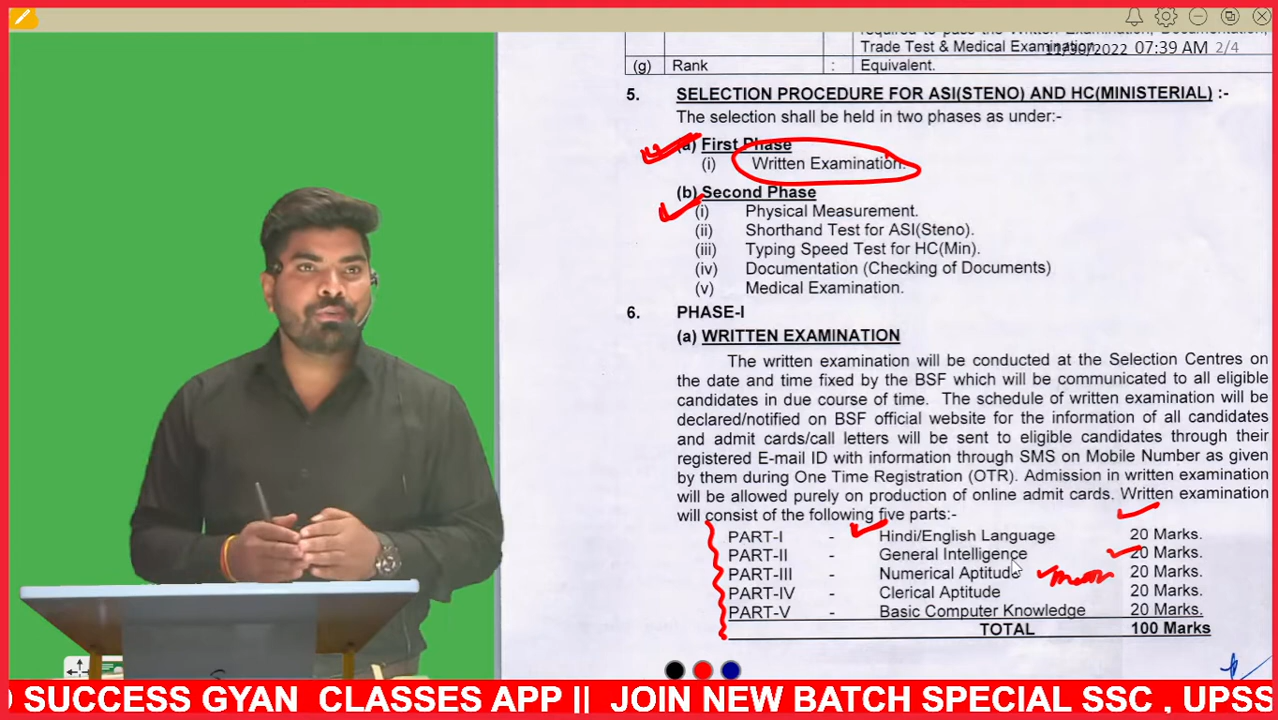 required to pass the Written Examination, Documentation,
Trade Test & Medical Examination.
11/30/2022 07:39 AM 2/4
(g) Rank : Equivalent.
5. SELECTION PROCEDURE FOR ASI(STENO) AND HC(MINISTERIAL) :-
The selection shall be held in two phases as under:-
(a) First Phase
(i) Written Examination.
(b) Second Phase
(i) Physical Measurement.
(ii) Shorthand Test for ASI(Steno).
(iii) Typing Speed Test for HC(Min).
(iv) Documentation (Checking of Documents)
(v) Medical Examination.
6. PHASE-I
(a) WRITTEN EXAMINATION
The written examination will be conducted at the Selection Centres on
the date and time fixed by the BSF which will be communicated to all eligible
candidates in due course of time. The schedule of written examination will be
declared/notified on BSF official website for the information of all candidates
and admit cards/call letters will be sent to eligible candidates through their
registered E-mail ID with information through SMS on Mobile Number as given
by them during One Time Registration (OTR). Admission in written examination
will be allowed purely on production of online admit cards. Written examination
will consist of the following five parts:-
PART-I - Hindi/English Language 20 Marks.
PART-II - General Intelligence 20 Marks.
PART-III - Numerical Aptitude 20 Marks.
PART-IV - Clerical Aptitude 20 Marks.
PART-V - Basic Computer Knowledge 20 Marks.
TOTAL 100 Marks
SUCCESS GYAN CLASSES APP || JOIN NEW BATCH SPECIAL SSC , UPSS